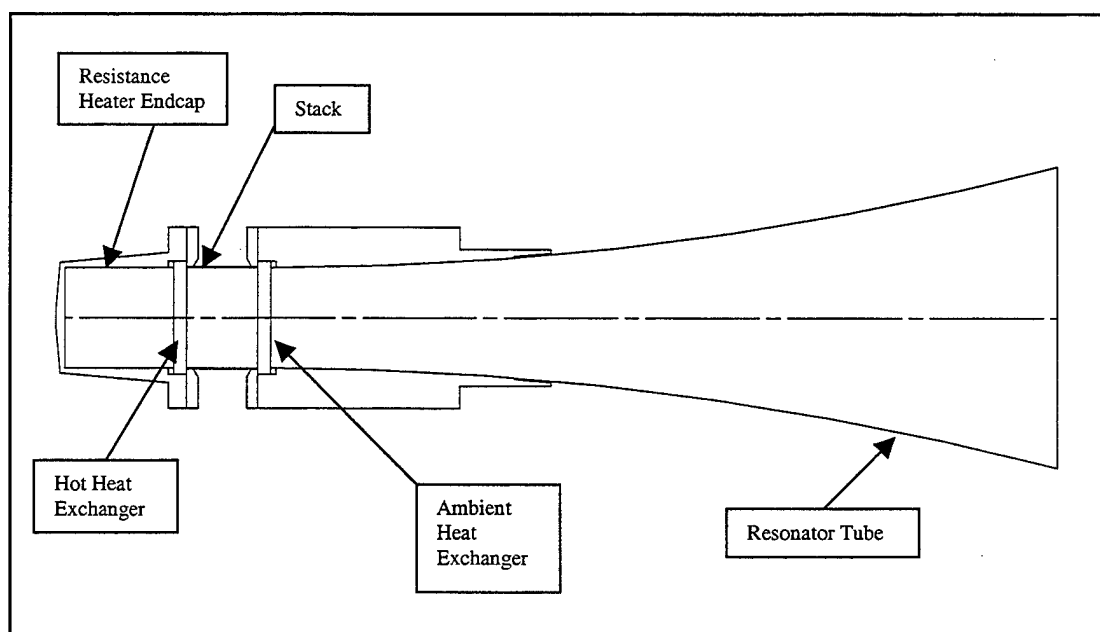 Resistance
Heater Endcap
Stack
Hot Heat
Exchanger
Ambient
Heat
Exchanger
Resonator Tube